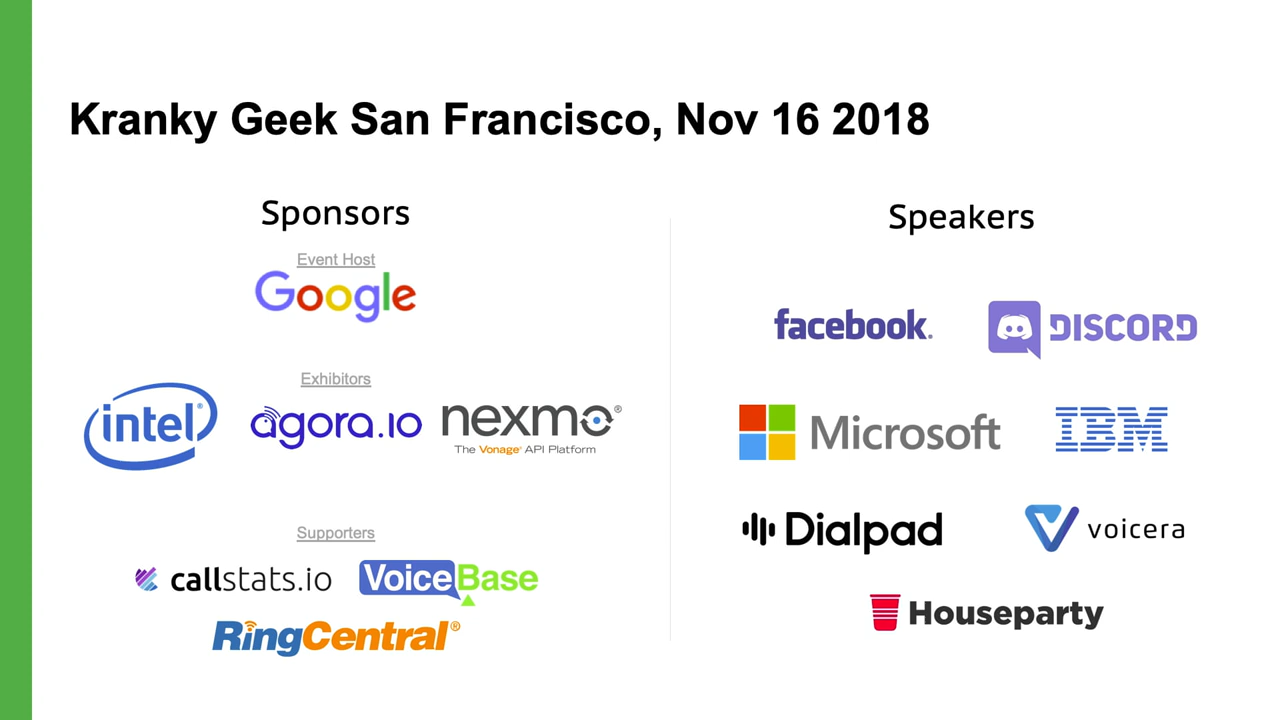 Kranky Geek San Francisco, Nov 16 2018
Sponsors
Event Host
Google
Exhibitors
intel®
agora.io
nexmo®
The Vonage® API Platform
Supporters
callstats.io
VoiceBase
RingCentral®
Speakers
facebook®
DISCORD
Microsoft
IBM
Dialpad
voicera
Houseparty